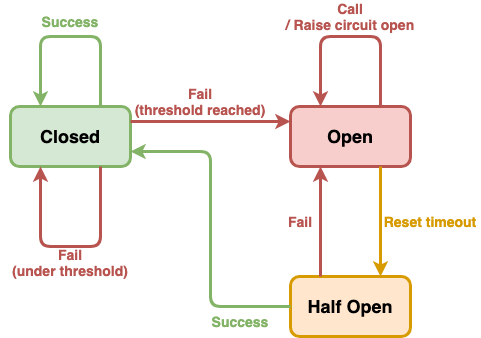 Success
Call
/ Raise circuit open
Fail
(threshold reached)
Closed
Open
Fail
(under threshold)
Fail
Reset timeout
Half Open
Success